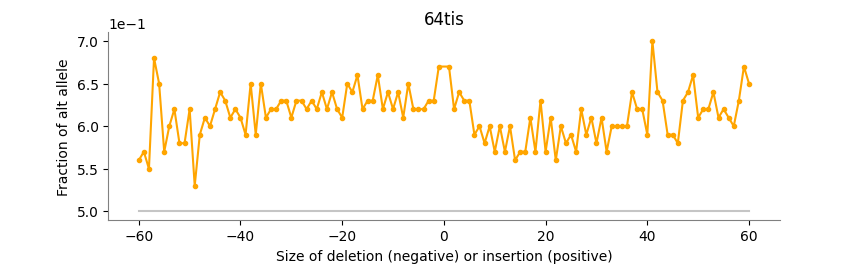 64tis
1e−1
7.0
6.5
6.0
5.5
5.0
Fraction of alt allele
−60 −40 −20 0 20 40 60
Size of deletion (negative) or insertion (positive)